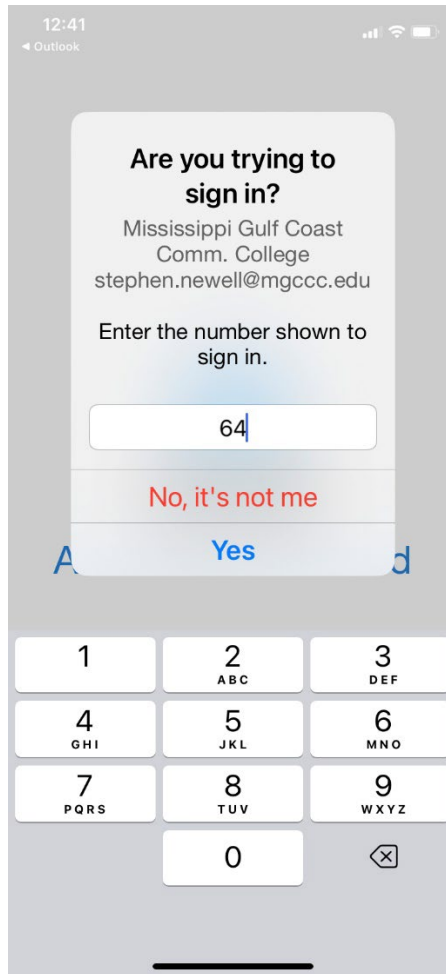 12:41
◀ Outlook
Are you trying to
sign in?
Mississippi Gulf Coast
Comm. College
stephen.newell@mgccc.edu
Enter the number shown to
sign in.
64
No, it's not me
Yes
A d
1 2 3
ABC DEF
4 5 6
GHI JKL MNO
7 8 9
PQRS TUV WXYZ
0